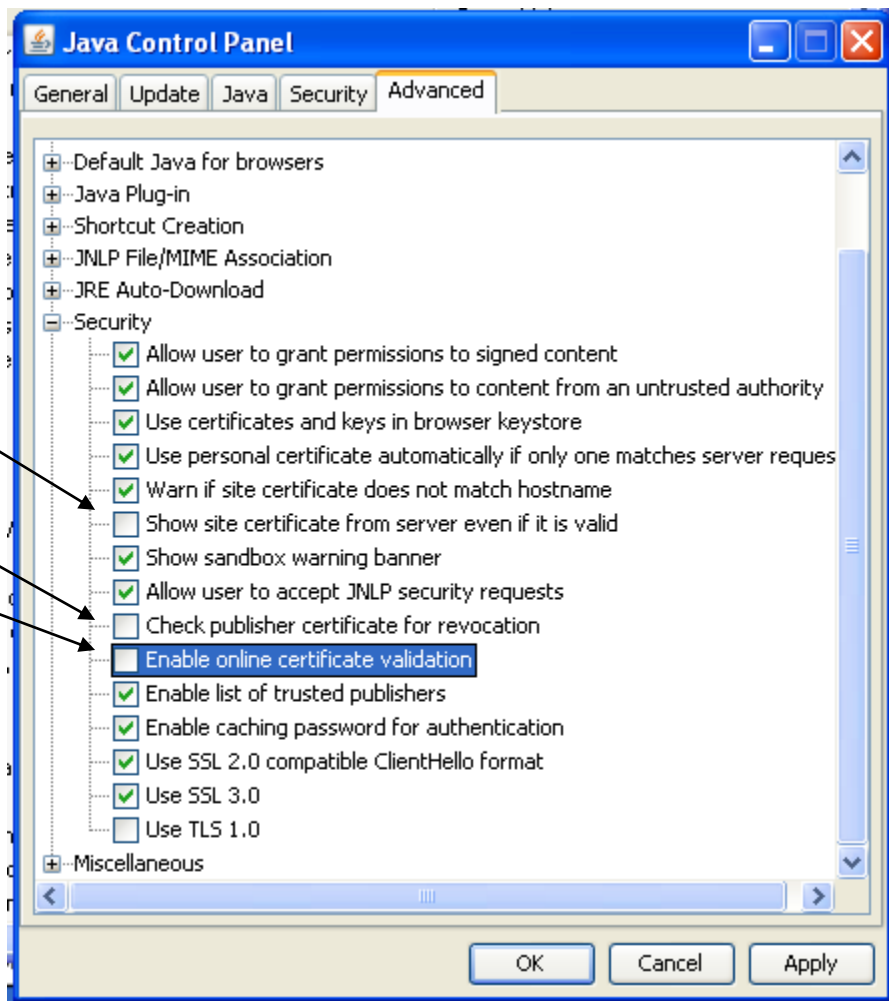 Java Control Panel
General Update Java Security Advanced
Default Java for browsers
Java Plug-in
Shortcut Creation
JNLP File/MIME Association
JRE Auto-Download
Security
Allow user to grant permissions to signed content
Allow user to grant permissions to content from an untrusted authority
Use certificates and keys in browser keystore
Use personal certificate automatically if only one matches server reques
Warn if site certificate does not match hostname
Show site certificate from server even if it is valid
Show sandbox warning banner
Allow user to accept JNLP security requests
Check publisher certificate for revocation
Enable online certificate validation
Enable list of trusted publishers
Enable caching password for authentication
Use SSL 2.0 compatible ClientHello format
Use SSL 3.0
Use TLS 1.0
Miscellaneous
OK Cancel Apply